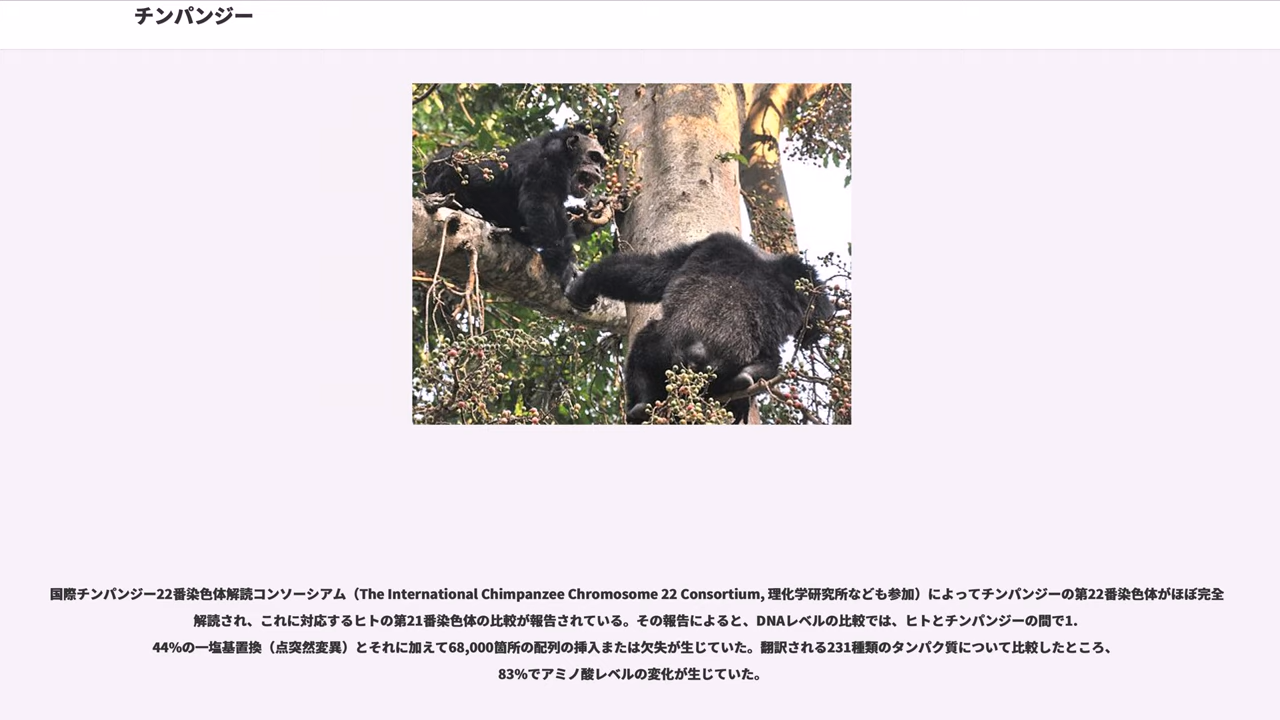 チンパンジー
国際チンパンジー22番染色体解読コンソーシアム（The International Chimpanzee Chromosome 22 Consortium, 理化学研究所なども参加）によってチンパンジーの第22番染色体がほぼ完全
解読され、これに対応するヒトの第21番染色体の比較が報告されている。その報告によると、DNAレベルの比較では、ヒトとチンパンジーの間で1.
44%の一塩基置換（点突然変異）とそれに加えて68,000箇所の配列の挿入または欠失が生じていた。翻訳される231種類のタンパク質について比較したところ、
83%でアミノ酸レベルの変化が生じていた。